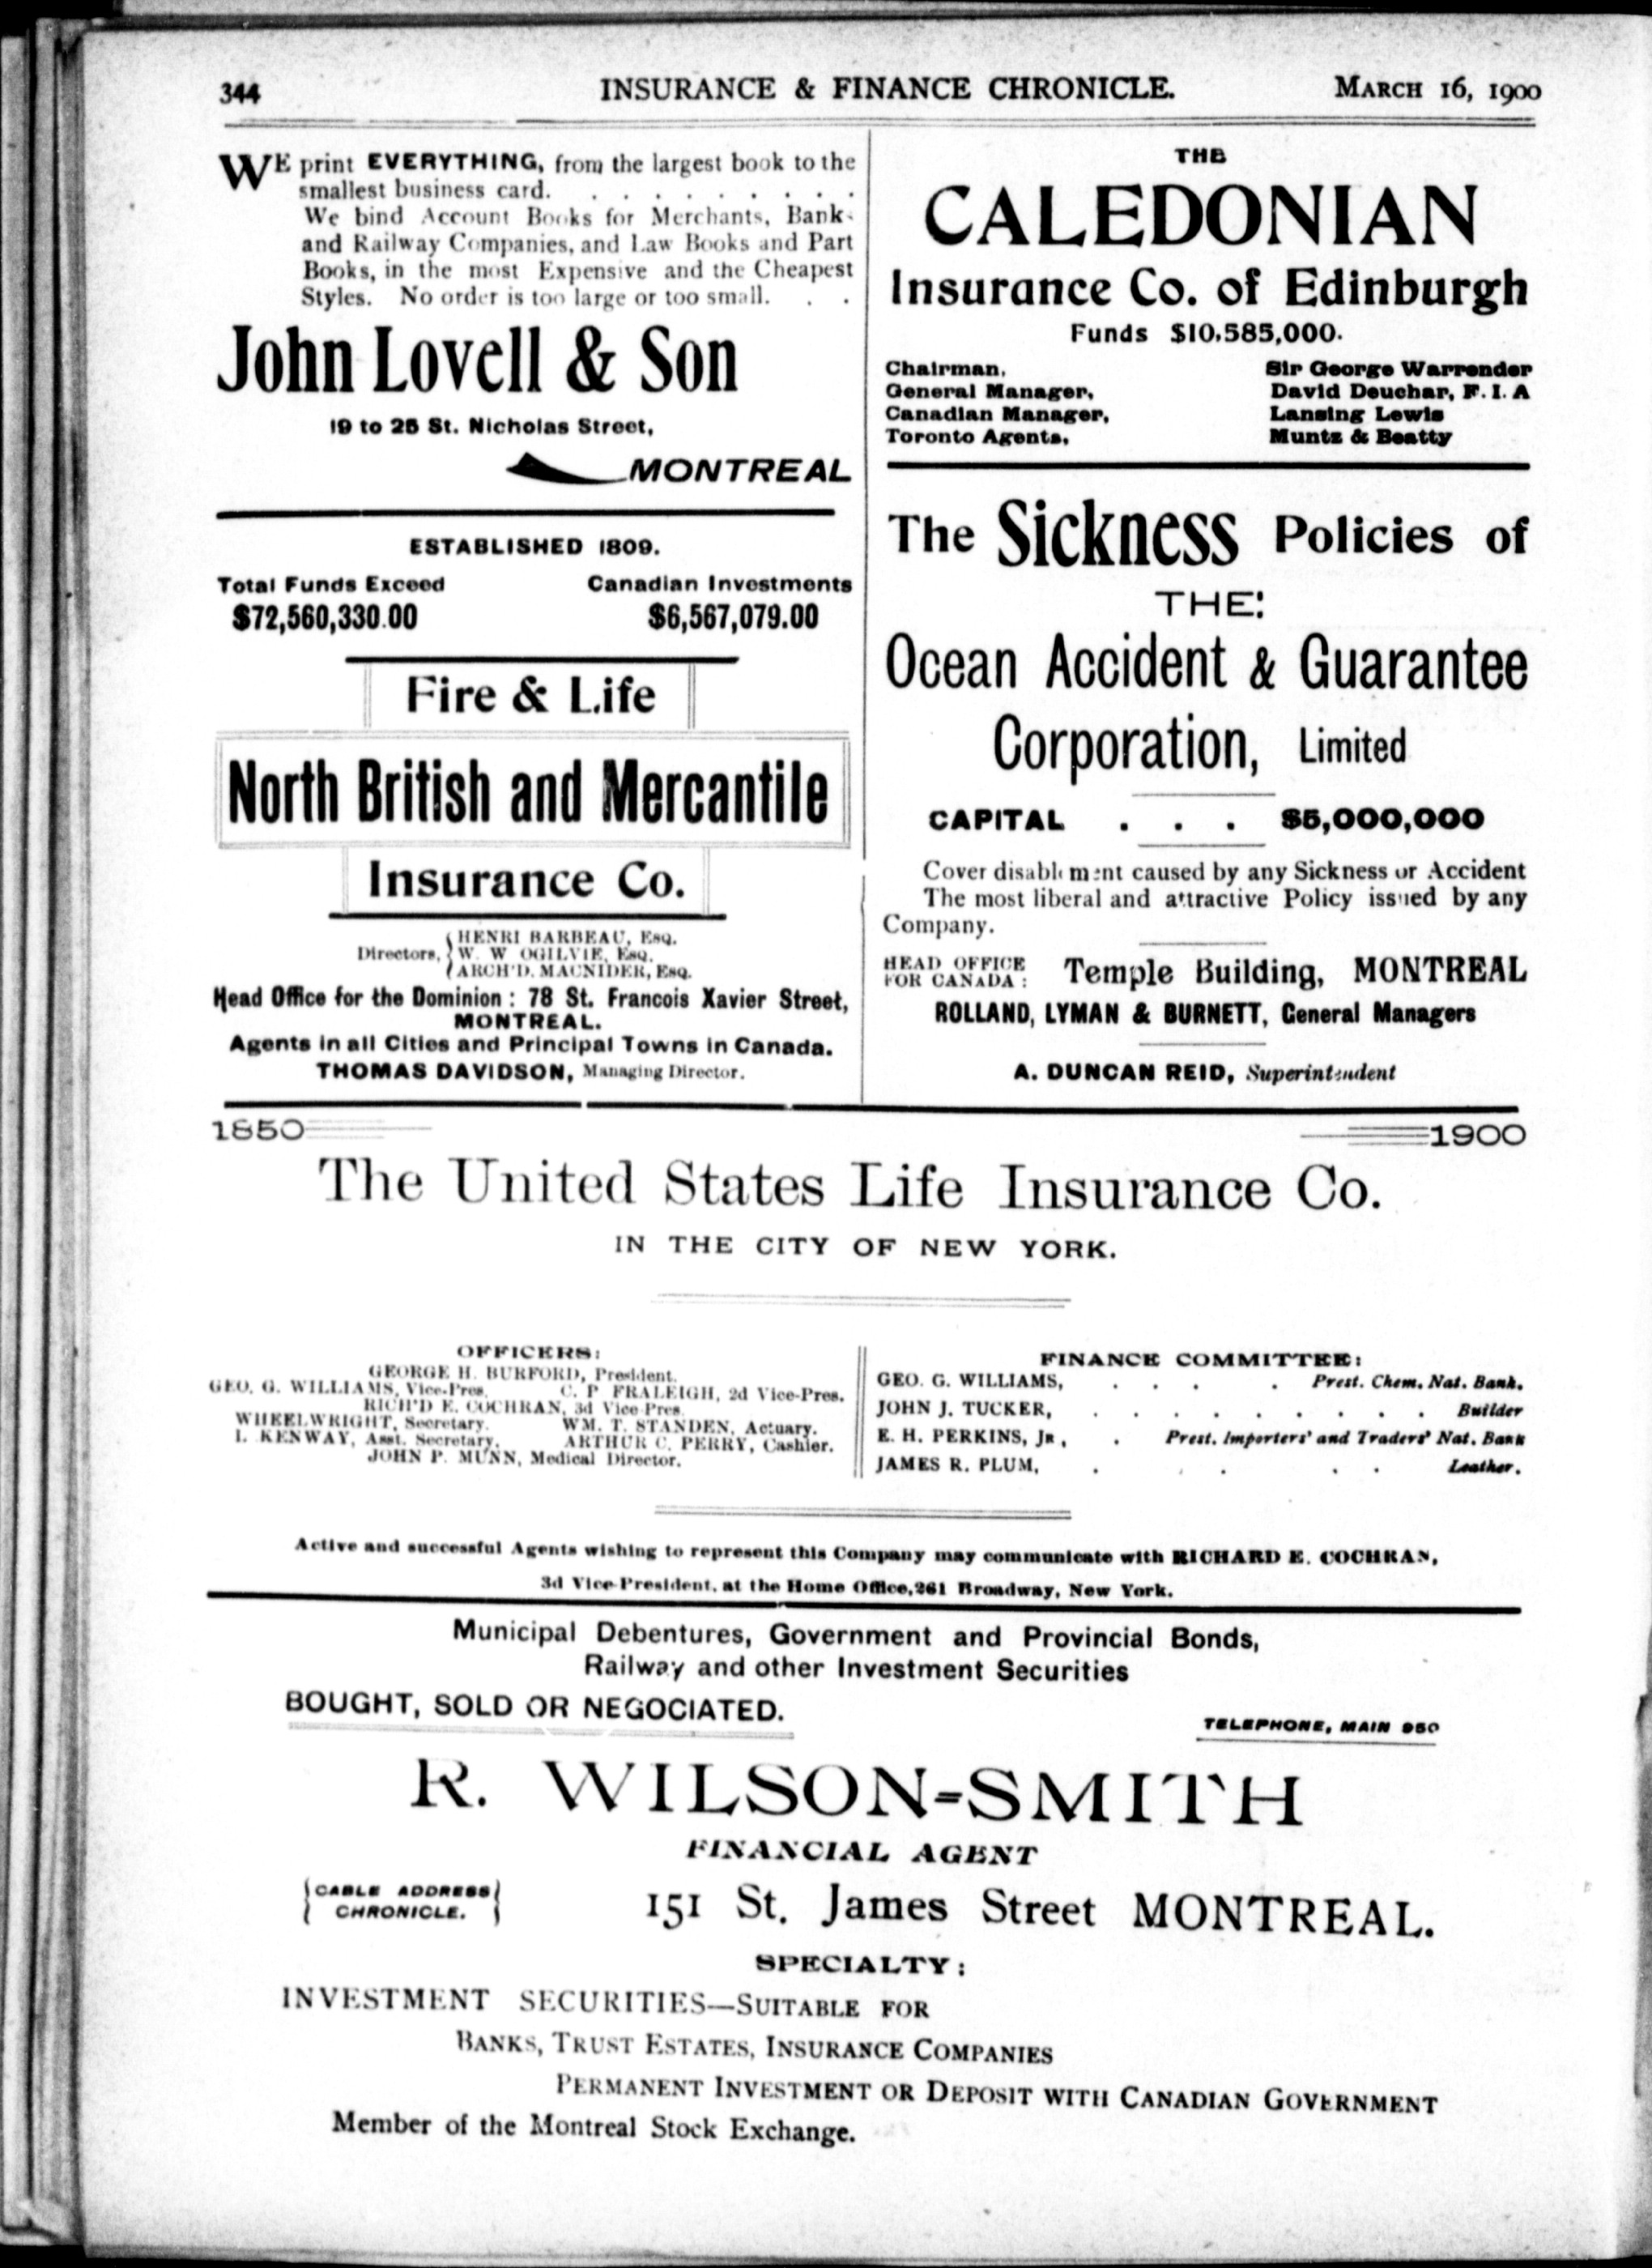 344 INSURANCE & FINANCE CHRONICLE. MARCH 16, 1900
WE print EVERYTHING, from the largest book to the
smallest business card. . . . . . . . . .
We bind Account Books for Merchants, Bank-
and Railway Companies, and Law Books and Part
Books, in the most Expensive and the Cheapest
Styles. No order is too large or too small. . .
John Lovell & Son
19 to 25 St. Nicholas Street,
MONTREAL
ESTABLISHED 1809.
Total Funds Exceed Canadian Investments
$72,560,330.00 $6,567,079.00
Fire & Life
North British and Mercantile
Insurance Co.
Directors, { HENRI BARBEAU, ESQ.
W. W OGILVIE, ESQ.
ARCH'D. MACNIDER, ESQ.
Head Office for the Dominion : 78 St. Francois Xavier Street,
MONTREAL.
Agents in all Cities and Principal Towns in Canada.
THOMAS DAVIDSON, Managing Director.
THE
CALEDONIAN
Insurance Co. of Edinburgh
Funds $10,585,000.
Chairman, Sir George Warrender
General Manager, David Deuchar, F. I. A
Canadian Manager, Lansing Lewis
Toronto Agents, Muntz & Beatty
The Sickness Policies of
THE:
Ocean Accident & Guarantee
Corporation, Limited
CAPITAL . . . $5,000,000
Cover disablement caused by any Sickness or Accident
The most liberal and attractive Policy issued by any
Company.
HEAD OFFICE
FOR CANADA : Temple Building, MONTREAL
ROLLAND, LYMAN & BURNETT, General Managers
A. DUNCAN REID, Superintendent
1850 1900
The United States Life Insurance Co.
IN THE CITY OF NEW YORK.
OFFICERS:
GEORGE H. BURFORD, President.
GEO. G. WILLIAMS, Vice-Pres. C. P FRALEIGH, 2d Vice-Pres.
RICH'D E. COCHRAN, 3d Vice Pres.
WHEELWRIGHT, Secretary. WM. T. STANDEN, Actuary.
L. KENWAY, Asst. Secretary. ARTHUR C. PERRY, Cashier.
JOHN P. MUNN, Medical Director.
FINANCE COMMITTEE:
GEO. G. WILLIAMS, . . . . Prest. Chem. Nat. Bank.
JOHN J. TUCKER, . . . . . . . . . Builder
E. H. PERKINS, JR , . Prest. Importers' and Traders' Nat. Bank
JAMES R. PLUM, . . . . . Leather.
Active and successful Agents wishing to represent this Company may communicate with RICHARD E. COCHRAN,
3d Vice-President, at the Home Office, 261 Broadway, New York.
Municipal Debentures, Government and Provincial Bonds,
Railway and other Investment Securities
BOUGHT, SOLD OR NEGOCIATED.
TELEPHONE, MAIN 950
R. WILSON-SMITH
FINANCIAL AGENT
CABLE ADDRESS
CHRONICLE.
151 St. James Street MONTREAL.
SPECIALTY :
INVESTMENT SECURITIES—SUITABLE FOR
BANKS, TRUST ESTATES, INSURANCE COMPANIES
PERMANENT INVESTMENT OR DEPOSIT WITH CANADIAN GOVERNMENT
Member of the Montreal Stock Exchange.